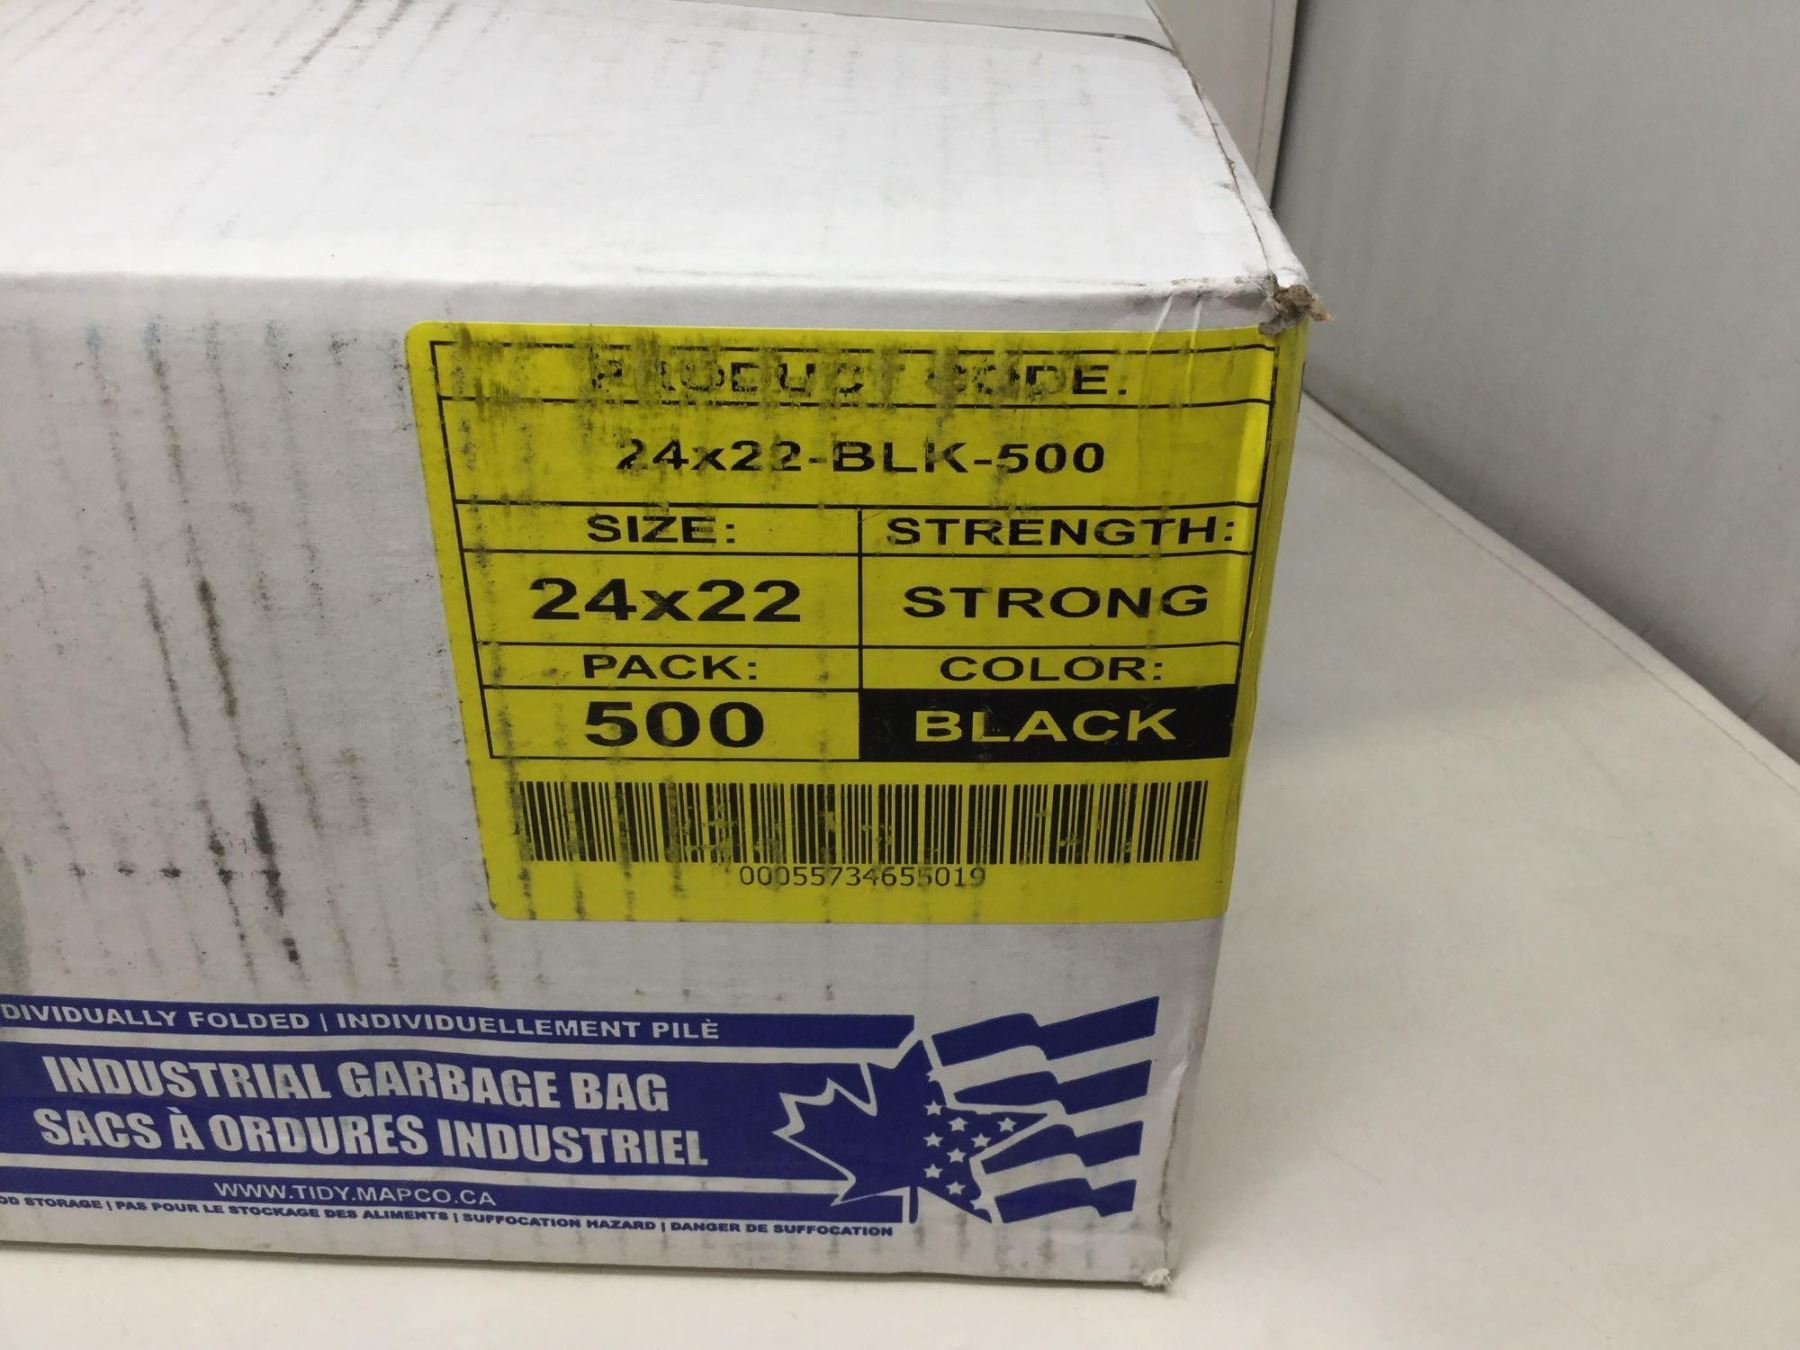 PRODUCT CODE:
24x22-BLK-500
SIZE: STRENGTH:
24x22 STRONG
PACK: COLOR:
500 BLACK
00055734655019
DIVIDUALLY FOLDED | INDIVIDUELLEMENT PILÈ
INDUSTRIAL GARBAGE BAG
SACS À ORDURES INDUSTRIEL
WWW.TIDY.MAPCO.CA
OD STORAGE | PAS POUR LE STOCKAGE DES ALIMENTS | SUFFOCATION HAZARD | DANGER DE SUFFOCATION